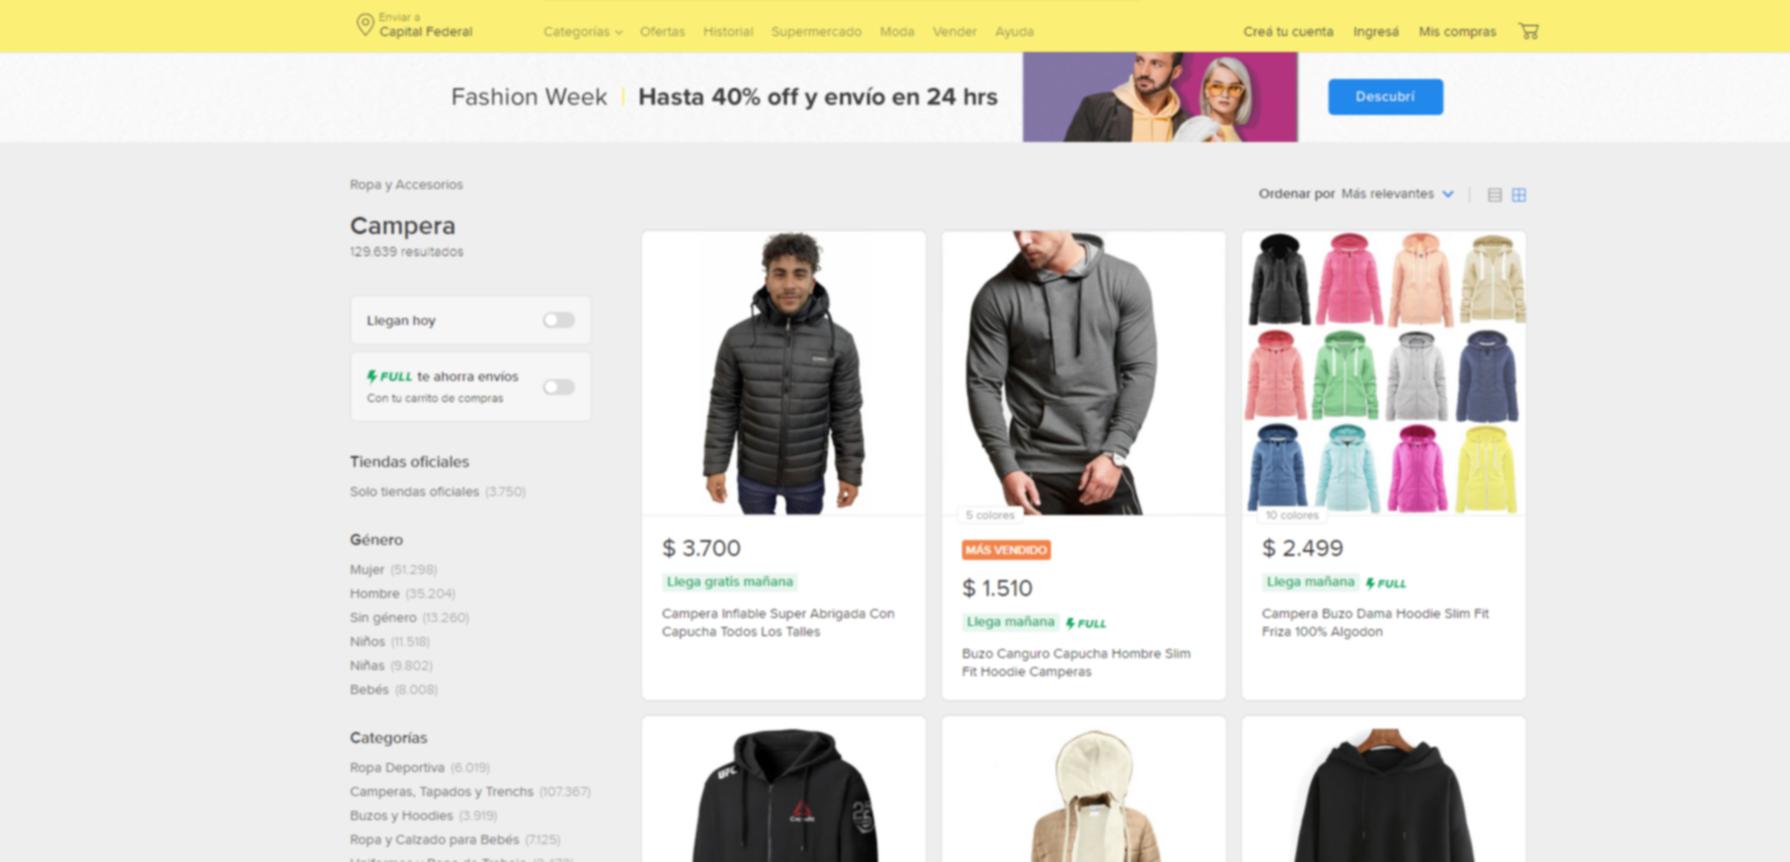 Enviar a
Capital Federal
Categorías
Ofertas
Historial
Supermercado
Moda
Vender
Ayuda
Creá tu cuenta
Ingresá
Mis compras
Fashion Week | Hasta 40% off y envío en 24 hrs
Descubrí
Ropa y Accesorios
Campera
129.639 resultados
Ordenar por Más relevantes
Llegan hoy
FULL te ahorra envíos
Con tu carrito de compras
Tiendas oficiales
Solo tiendas oficiales (3.750)
Género
Mujer (51.298)
Hombre (35.204)
Sin género (13.260)
Niños (11.518)
Niñas (9.802)
Bebés (8.008)
Categorías
Ropa Deportiva (6.019)
Camperas, Tapados y Trenchs (107.367)
Buzos y Hoodies (3.919)
Ropa y Calzado para Bebés (7.125)
$ 3.700
Llega gratis mañana
Campera Inflable Super Abrigada Con
Capucha Todos Los Talles
5 colores
MÁS VENDIDO
$ 1.510
Llega mañana FULL
Buzo Canguro Capucha Hombre Slim
Fit Hoodie Camperas
10 colores
$ 2.499
Llega mañana FULL
Campera Buzo Dama Hoodie Slim Fit
Friza 100% Algodon
UFC